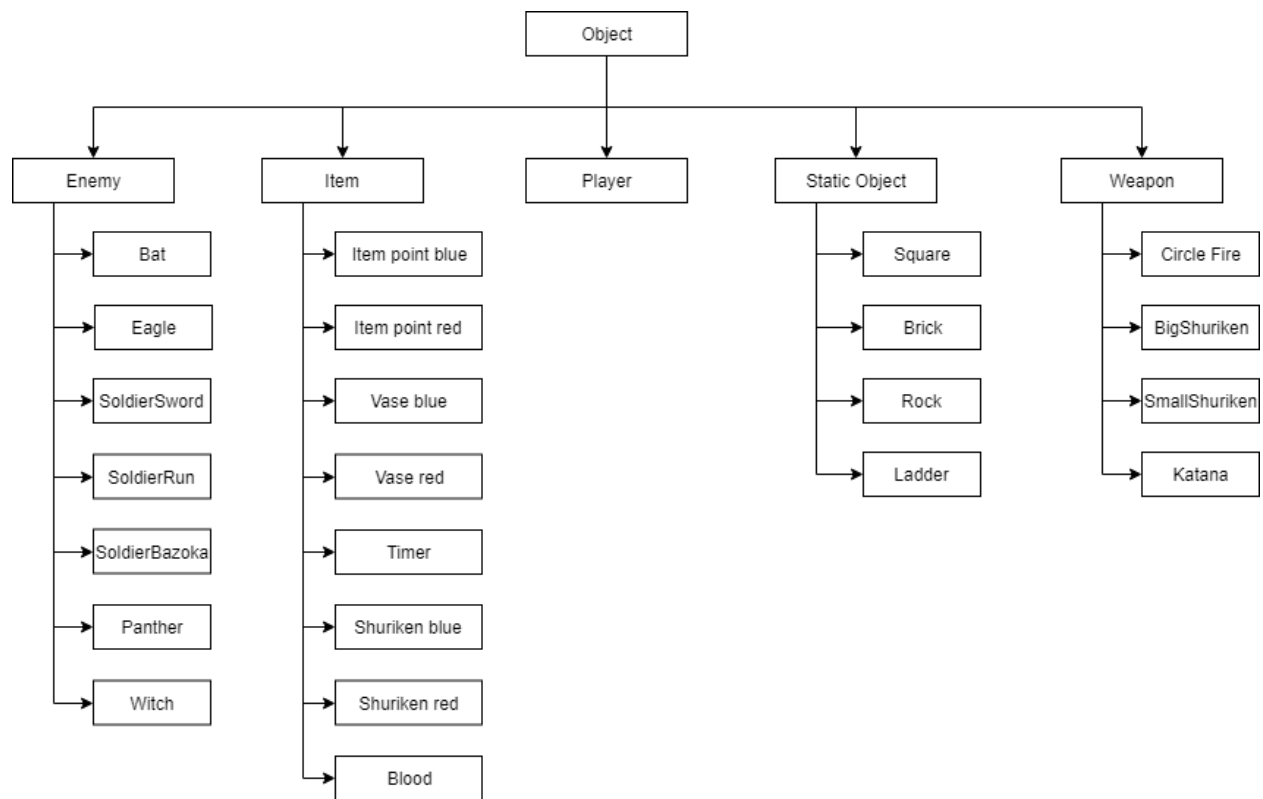 Object
Enemy
Item
Player
Static Object
Weapon
Bat
Item point blue
Square
Circle Fire
Eagle
Item point red
Brick
BigShuriken
SoldierSword
Vase blue
Rock
SmallShuriken
SoldierRun
Vase red
Ladder
Katana
SoldierBazoka
Timer
Panther
Shuriken blue
Witch
Shuriken red
Blood